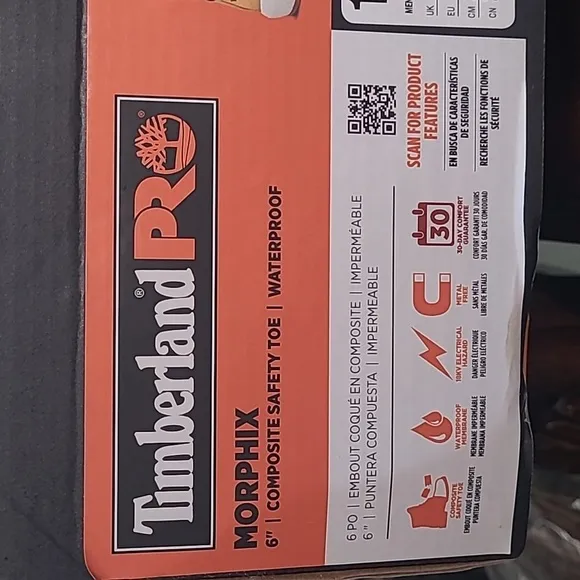 Timberland® PRO®
MORPHIX
6" | COMPOSITE SAFETY TOE | WATERPROOF
6 PO | EMBOUT COQUÉ EN COMPOSITE | IMPERMÉABLE
6" | PUNTERA COMPUESTA | IMPERMEABLE
COMPOSITE
SAFETY TOE
EMBOUT COQUÉ EN COMPOSITE
PUNTERA COMPUESTA
WATERPROOF
MEMBRANE
MEMBRANE IMPERMÉABLE
MEMBRANA IMPERMEABLE
18KV ELECTRICAL
HAZARD
DANGER ÉLECTRIQUE
PELIGRO ELÉCTRICO
METAL
FREE
SANS MÉTAL
LIBRE DE METALES
30
30-DAY COMFORT
GUARANTEE
CONFORT GARANTI 30 JOURS
30 DÍAS GAR. DE COMODIDAD
SCAN FOR PRODUCT
FEATURES
EN BUSCA DE CARACTERÍSTICAS
DE SEGURIDAD
RECHERCHE LES FONCTIONS DE
SÉCURITÉ
MEN
UK
EU
CM
CN